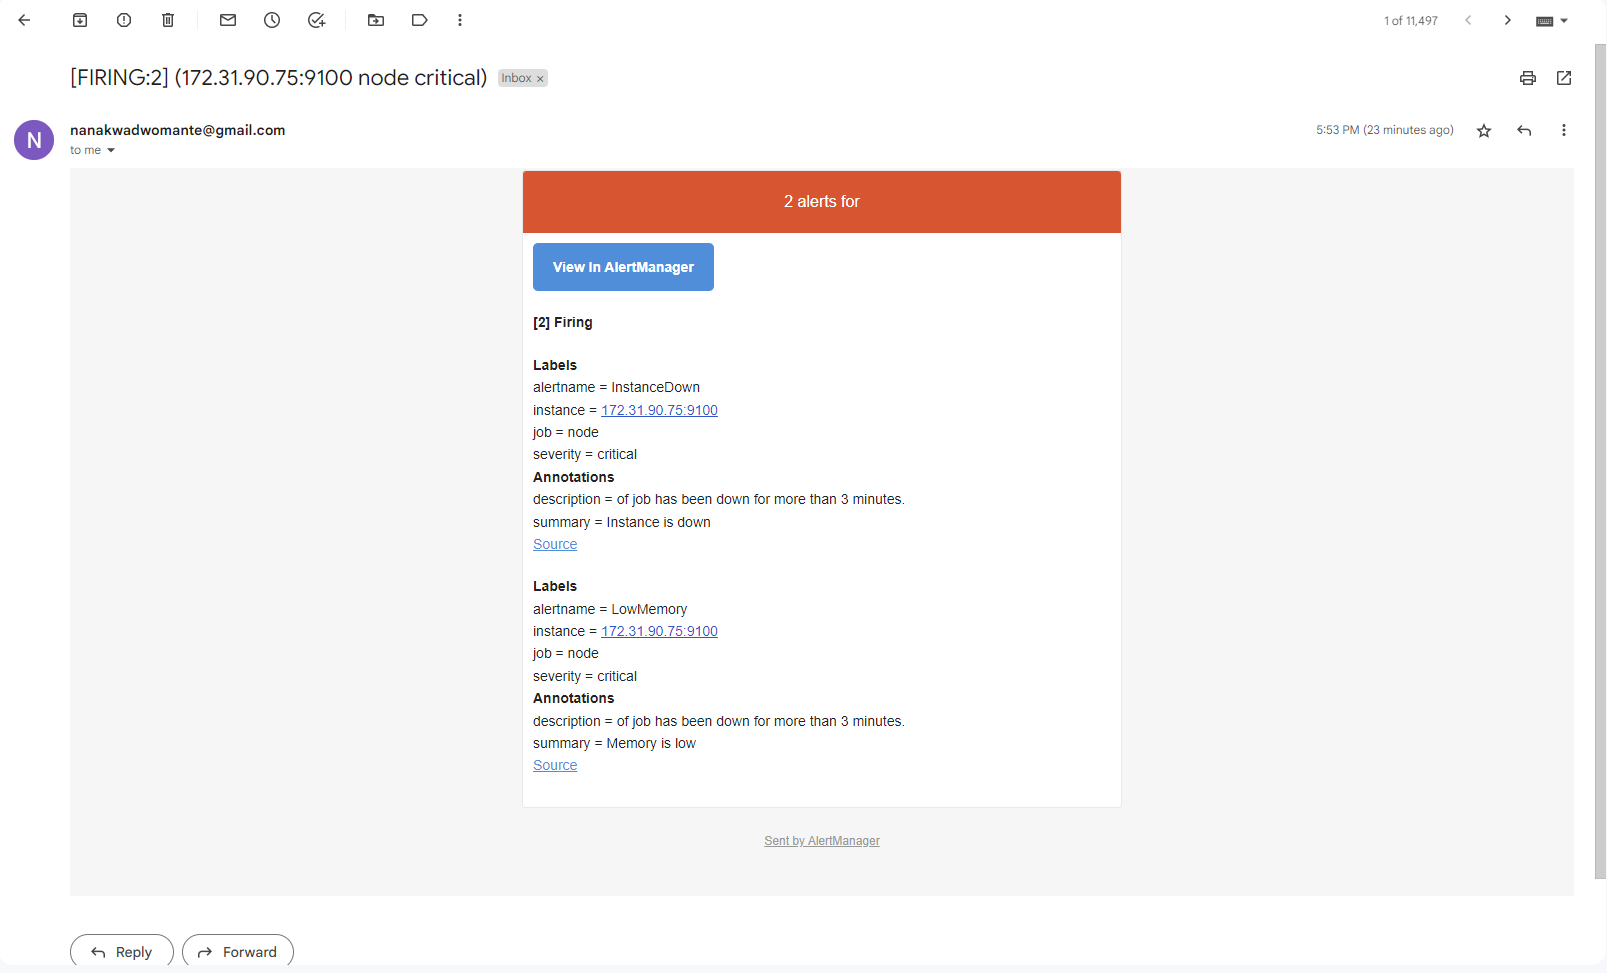 1 of 11,497
[FIRING:2] (172.31.90.75:9100 node critical) Inbox ×
N
nanakwadwomante@gmail.com
5:53 PM (23 minutes ago)
to me
2 alerts for
View In AlertManager
[2] Firing
Labels
alertname = InstanceDown
instance = 172.31.90.75:9100
job = node
severity = critical
Annotations
description = of job has been down for more than 3 minutes.
summary = Instance is down
Source
Labels
alertname = LowMemory
instance = 172.31.90.75:9100
job = node
severity = critical
Annotations
description = of job has been down for more than 3 minutes.
summary = Memory is low
Source
Sent by AlertManager
Reply Forward